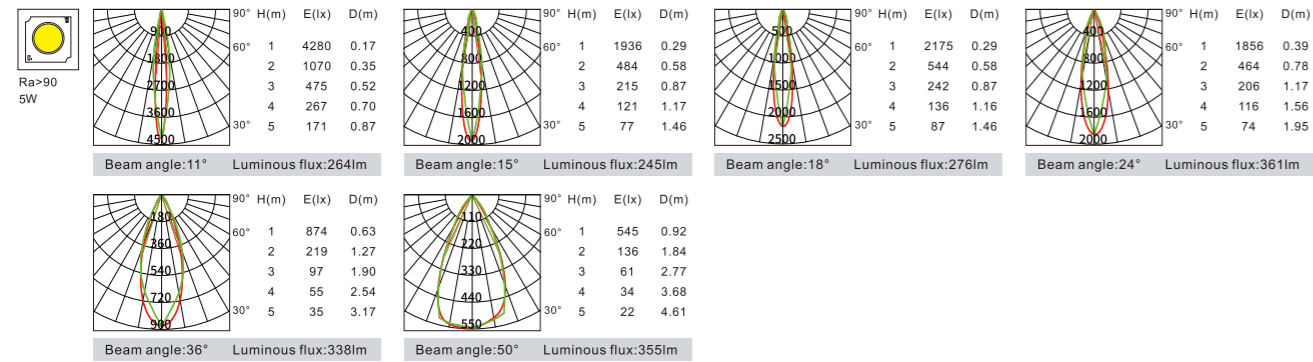 Ra>90
5W
90° H(m) E(lx) D(m)
900
60° 1 4280 0.17
1800
2 1070 0.35
2700
3 475 0.52
3600
4 267 0.70
30° 5 171 0.87
4500
Beam angle:11° Luminous flux:264lm
90° H(m) E(lx) D(m)
400
60° 1 1936 0.29
800
2 484 0.58
1200
3 215 0.87
1600
4 121 1.17
30° 5 77 1.46
2000
Beam angle:15° Luminous flux:245lm
90° H(m) E(lx) D(m)
500
60° 1 2175 0.29
1000
2 544 0.58
1500
3 242 0.87
2000
4 136 1.16
30° 5 87 1.46
2500
Beam angle:18° Luminous flux:276lm
90° H(m) E(lx) D(m)
400
60° 1 1856 0.39
800
2 464 0.78
1200
3 206 1.17
1600
4 116 1.56
30° 5 74 1.95
2000
Beam angle:24° Luminous flux:361lm
90° H(m) E(lx) D(m)
180
60° 1 874 0.63
360
2 219 1.27
540
3 97 1.90
720
4 55 2.54
30° 5 35 3.17
900
Beam angle:36° Luminous flux:338lm
90° H(m) E(lx) D(m)
110
60° 1 545 0.92
220
2 136 1.84
330
3 61 2.77
440
4 34 3.68
30° 5 22 4.61
550
Beam angle:50° Luminous flux:355lm